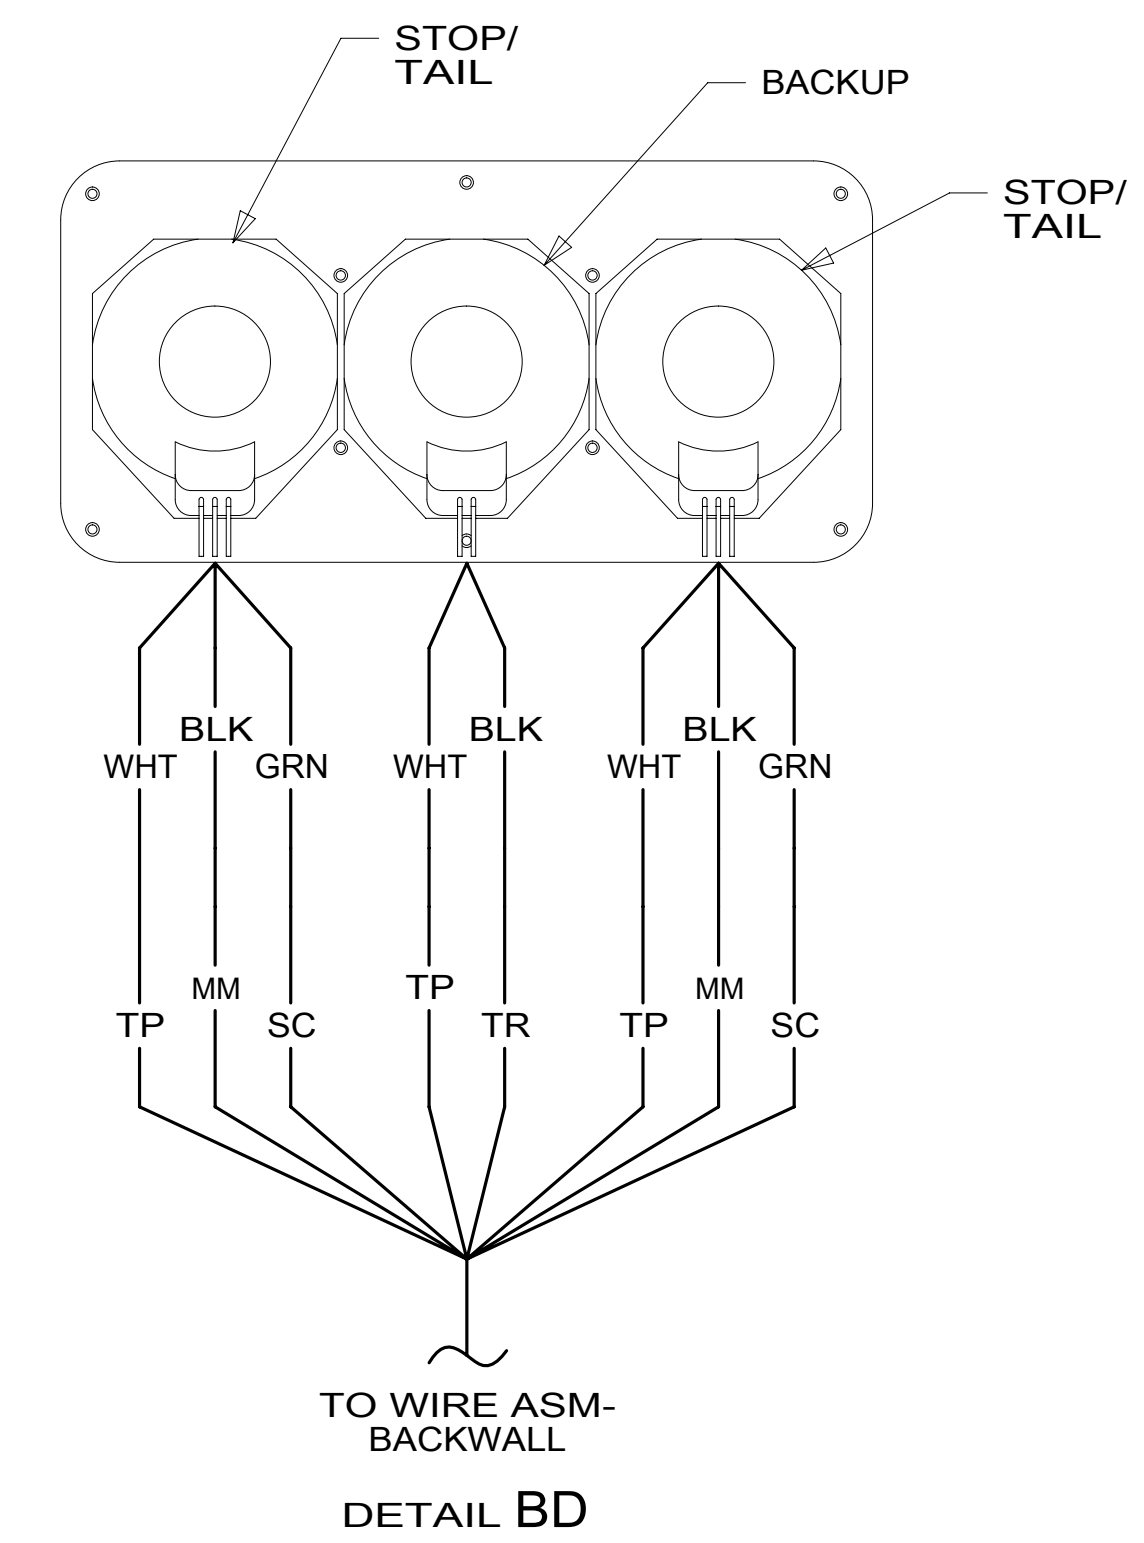 STOP/
TAIL
BACKUP
STOP/
TAIL
BLK
BLK
BLK
WHT
GRN
WHT
WHT
GRN
MM
TP
MM
TP
SC
TR
TP
SC
TO WIRE ASM-
BACKWALL
DETAIL BD